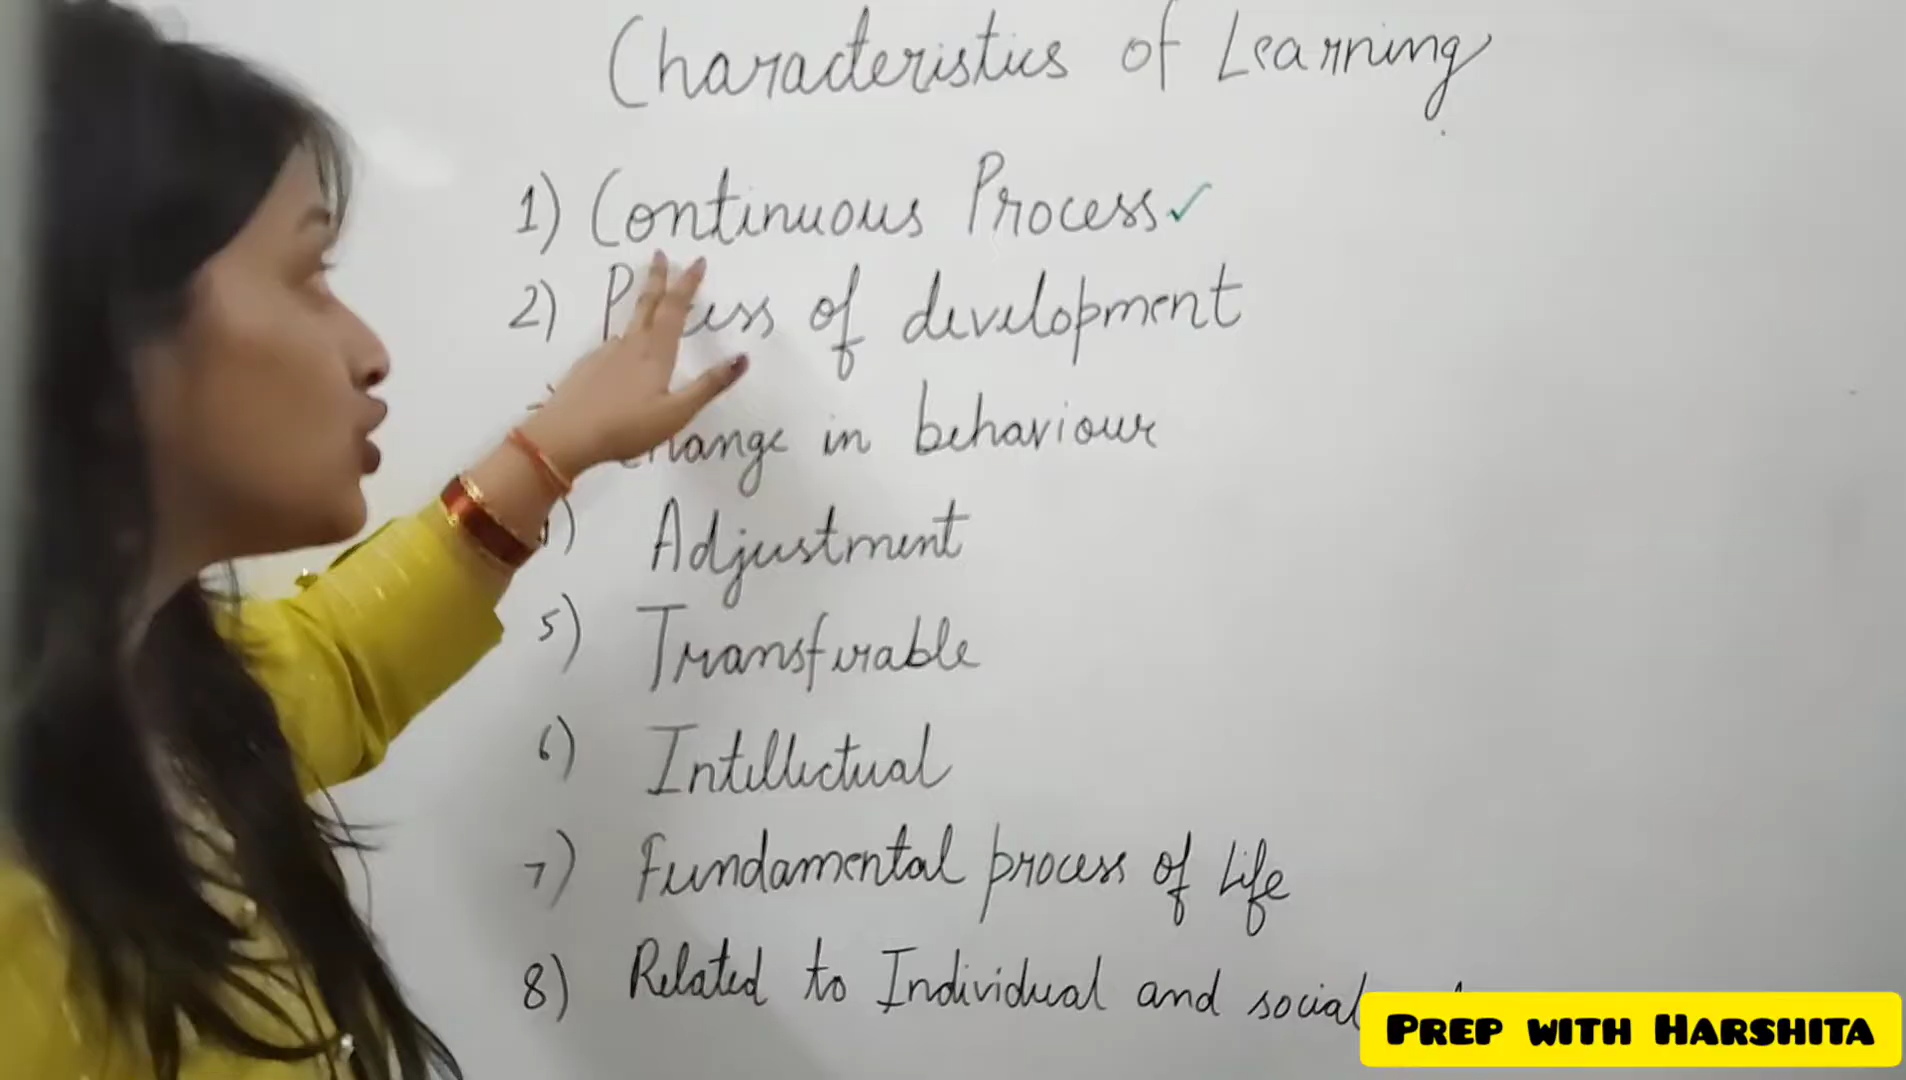 Characteristics of Learning
1) Continuous Process ✓
2) Process of development
Change in behaviour
Adjustment
5) Transferable
6) Intellectual
7) Fundamental process of Life
8) Related to Individual and social
PREP WITH HARSHITA